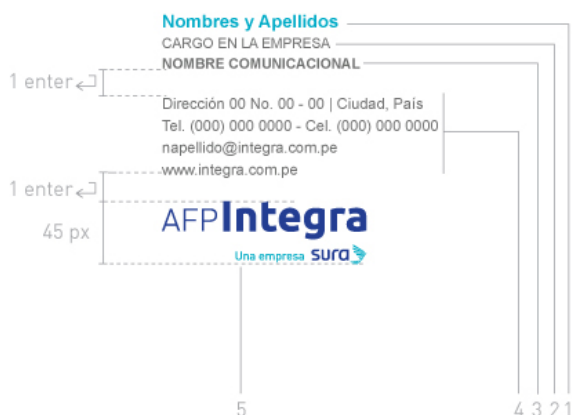 Nombres y Apellidos
CARGO EN LA EMPRESA
NOMBRE COMUNICACIONAL
1 enter
Dirección 00 No. 00 - 00 | Ciudad, País
Tel. (000) 000 0000 - Cel. (000) 000 0000
napellido@integra.com.pe
www.integra.com.pe
1 enter
AFPIntegra
45 px
Una empresa sura
5 4 3 2 1